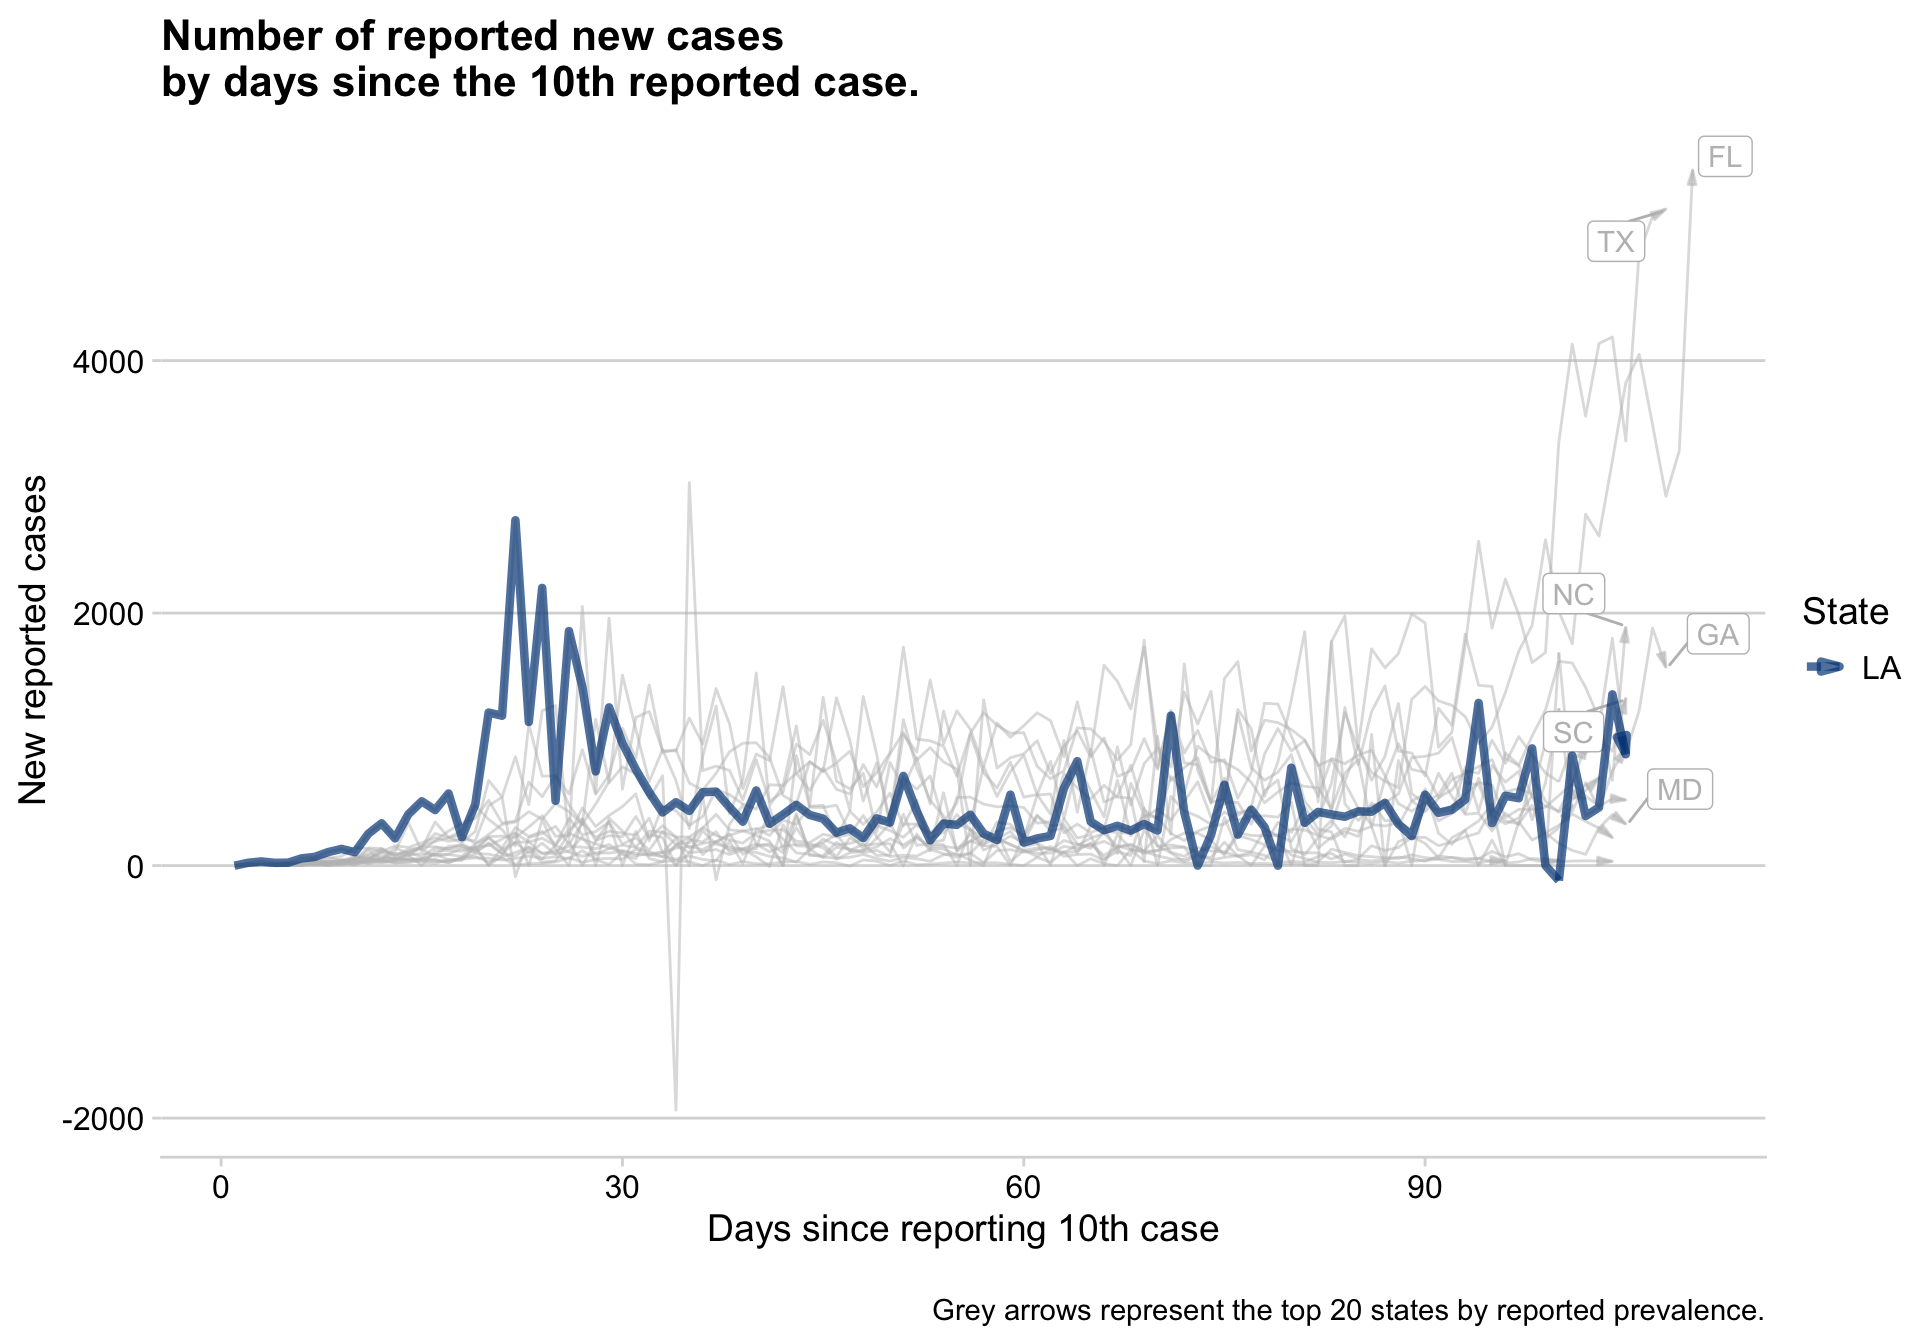 Number of reported new cases
by days since the 10th reported case.
FL
TX
4000
NC
2000
GA
State
LA
SC
MD
New reported cases
0
-2000
0 30 60 90
Days since reporting 10th case
Grey arrows represent the top 20 states by reported prevalence.